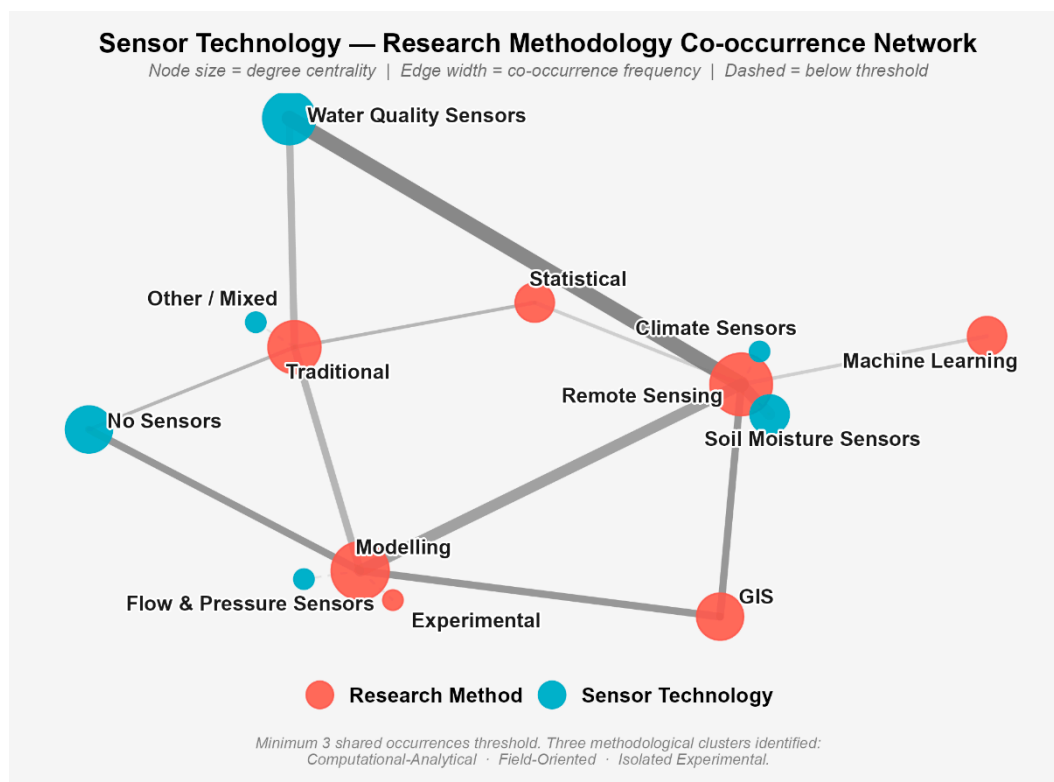 Sensor Technology — Research Methodology Co-occurrence Network
Node size = degree centrality | Edge width = co-occurrence frequency | Dashed = below threshold
Water Quality Sensors
Statistical
Other / Mixed
Climate Sensors
Machine Learning
Traditional
Remote Sensing
No Sensors
Soil Moisture Sensors
Modelling
GIS
Flow & Pressure Sensors
Experimental
Research Method
Sensor Technology
Minimum 3 shared occurrences threshold. Three methodological clusters identified:
Computational-Analytical · Field-Oriented · Isolated Experimental.